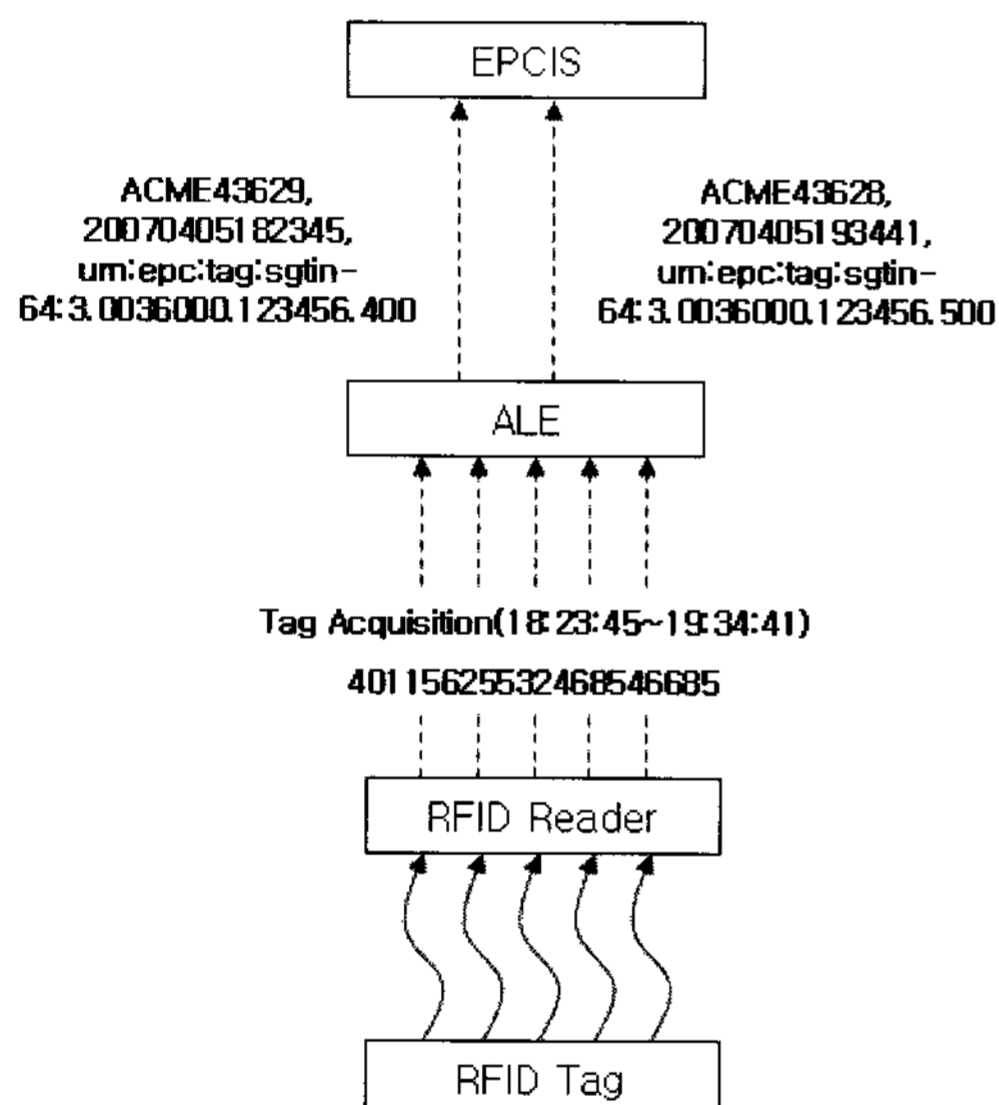 EPCIS
ACME43629,
20070405182345,
urn:epc:tag:sgtin-
64:3.0036000.123456.400
ACME43628,
20070405193441,
urn:epc:tag:sgtin-
64:3.0036000.123456.500
ALE
Tag Acquisition(18:23:45~19:34:41)
40115625532468546685
RFID Reader
RFID Tag